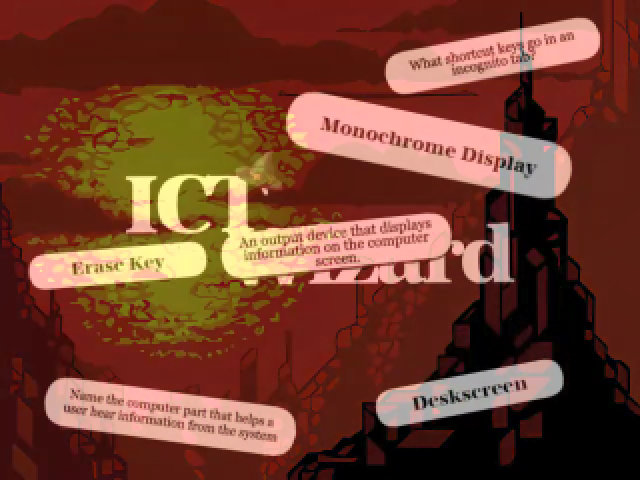 What shortcut keys go in an
incognito tab?
Monochrome Display
ICT
Wizard
An output device that displays
information on the computer
screen.
Erase Key
Name the computer part that helps a
user hear information from the system
Deskscreen